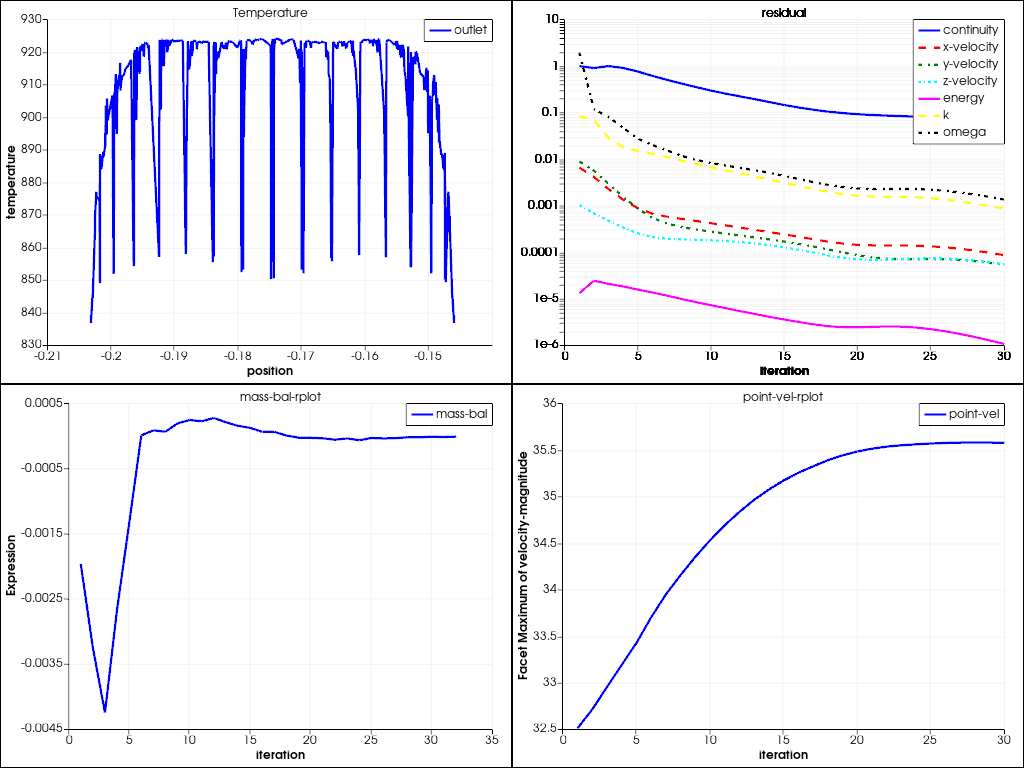 Temperature
outlet
930
920
910
900
890
880
870
860
850
840
830
temperature
-0.21
-0.2
-0.19
-0.18
-0.17
-0.16
-0.15
position
residual
continuity
x-velocity
y-velocity
z-velocity
energy
k
omega
10
1
0.1
0.01
0.001
0.0001
1e-5
1e-6
0
5
10
15
20
25
30
iteration
mass-bal-rplot
mass-bal
0.0005
-0.0005
-0.0015
-0.0025
-0.0035
-0.0045
Expression
0
5
10
15
20
25
30
35
iteration
point-vel-rplot
point-vel
36
35.5
35
34.5
34
33.5
33
32.5
Facet Maximum of velocity-magnitude
0
5
10
15
20
25
30
iteration